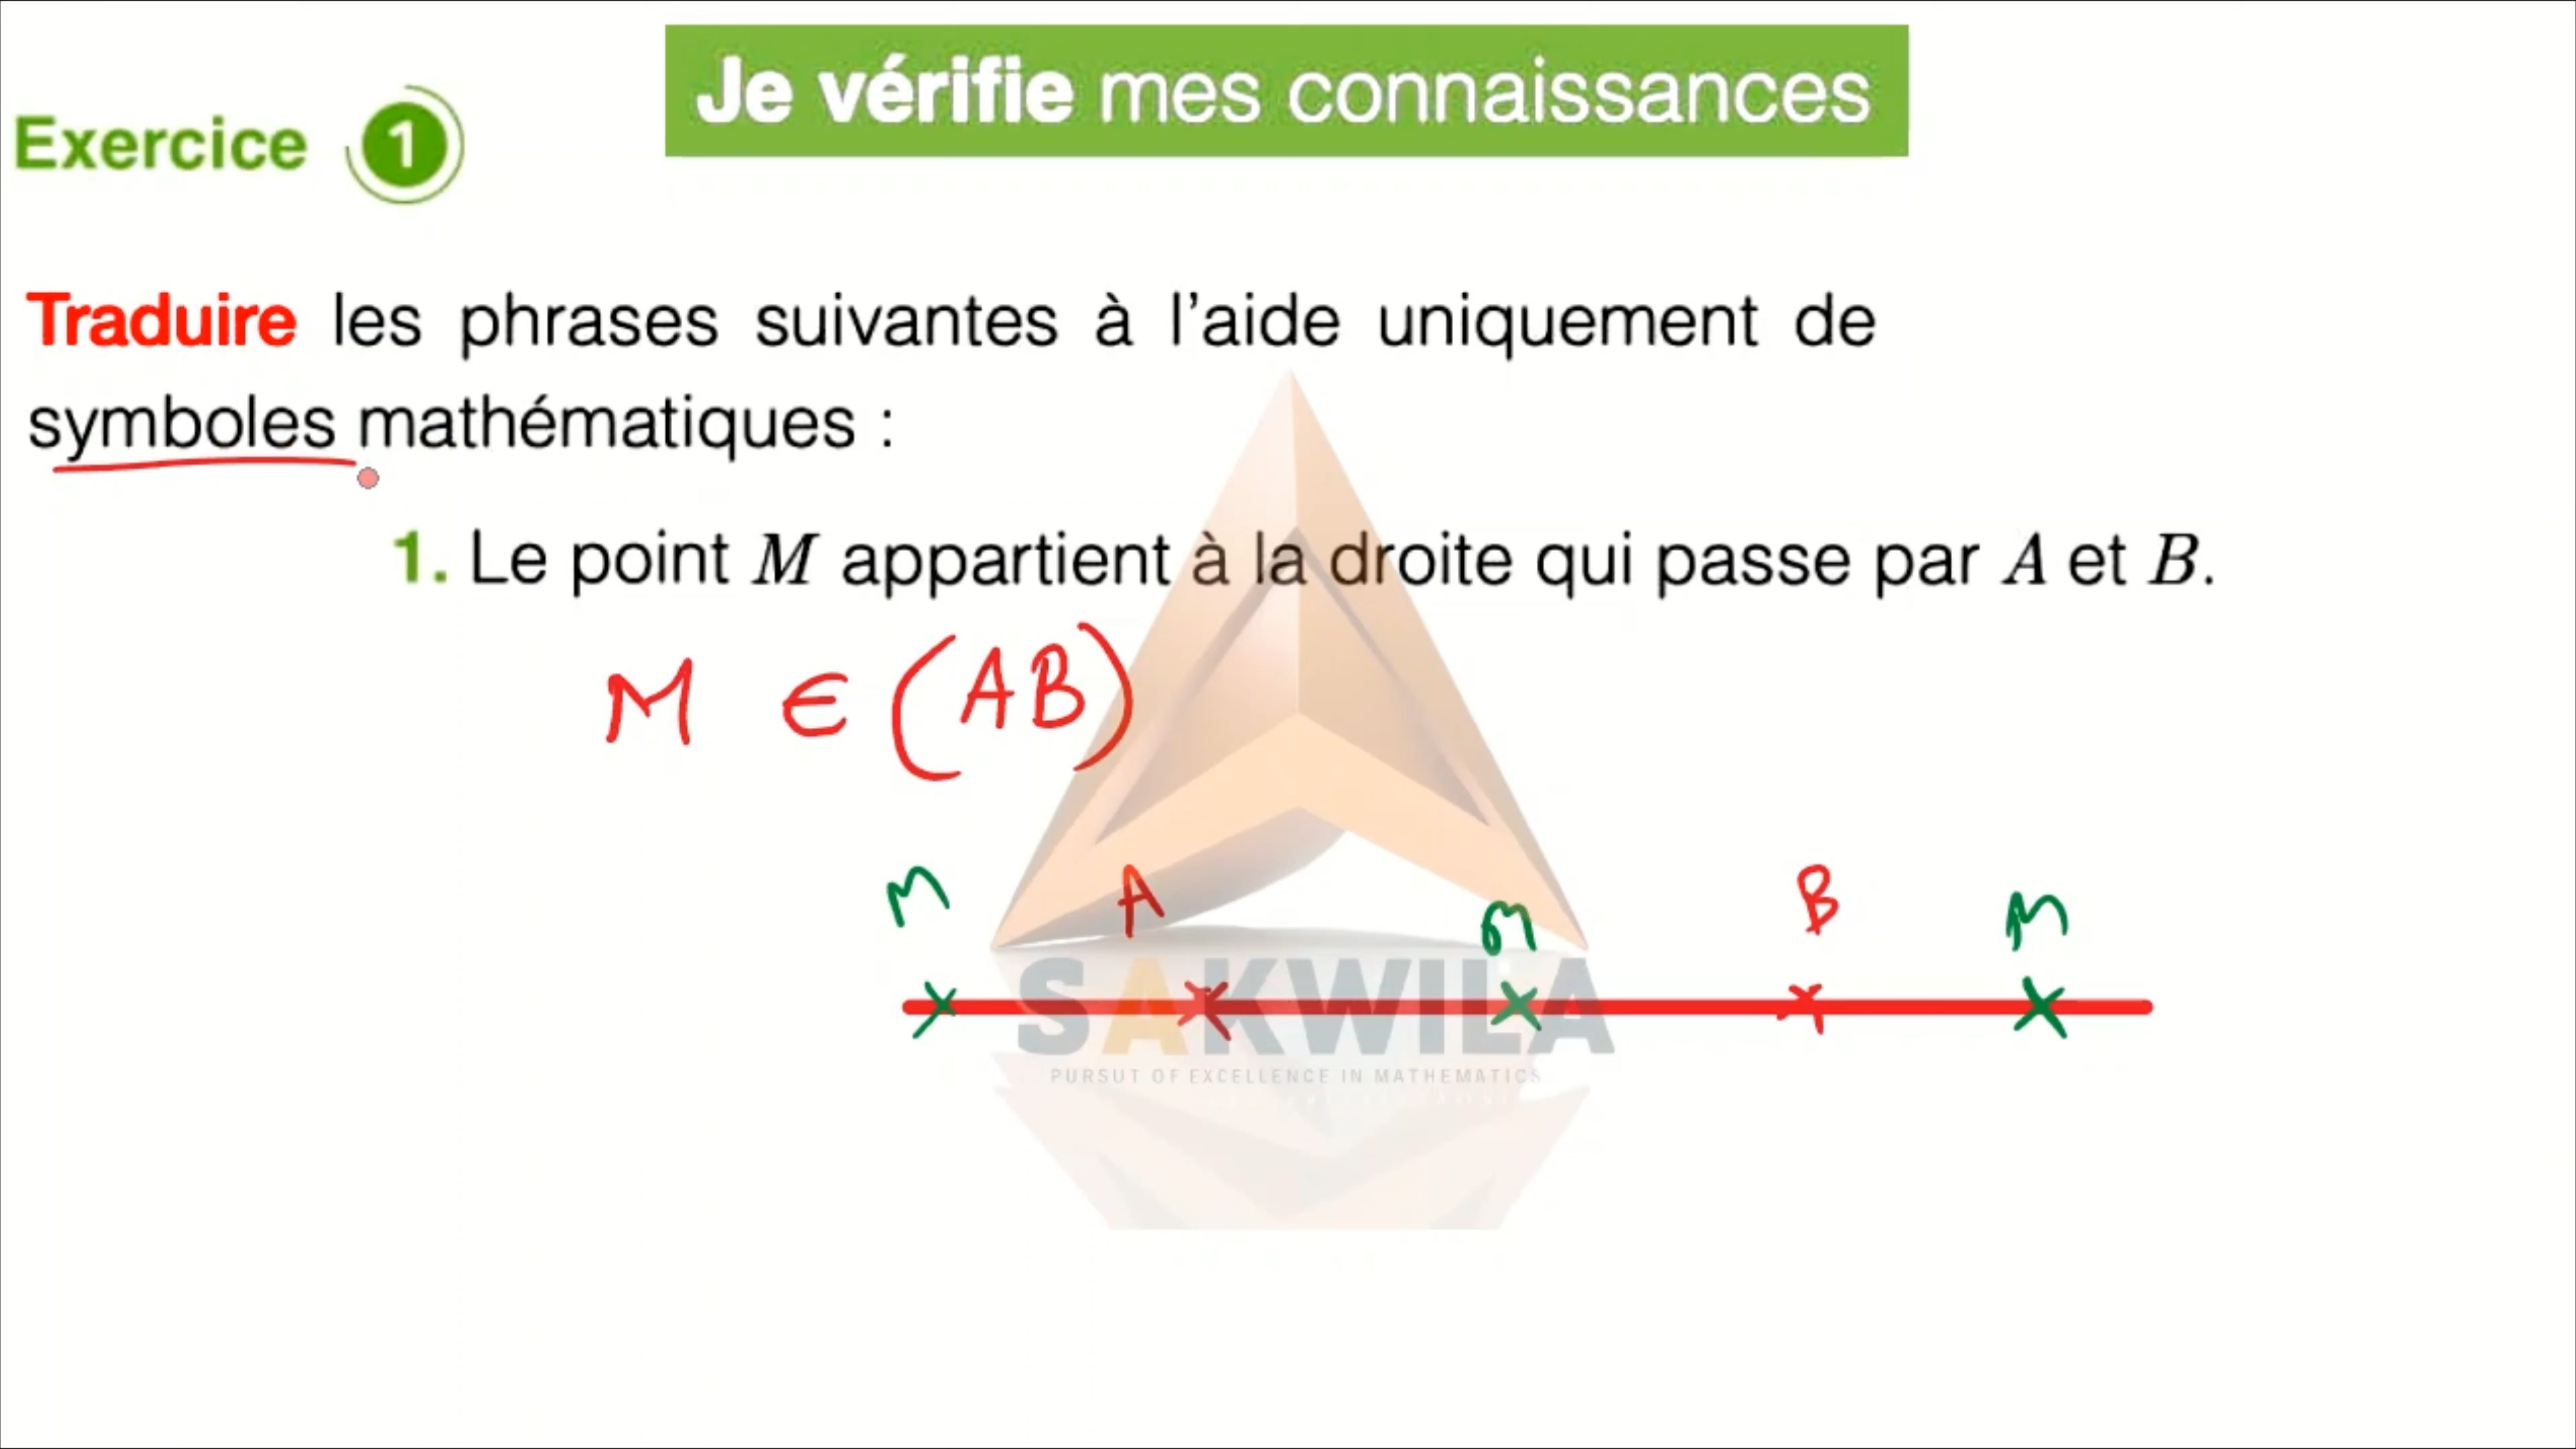 Je vérifie mes connaissances
Exercice 1
Traduire les phrases suivantes à l'aide uniquement de
symboles mathématiques :
1. Le point M appartient à la droite qui passe par A et B.
M ∈ (AB)
M A M B M
SAKWILA
PURSUT OF EXCELLENCE IN MATHEMATICS